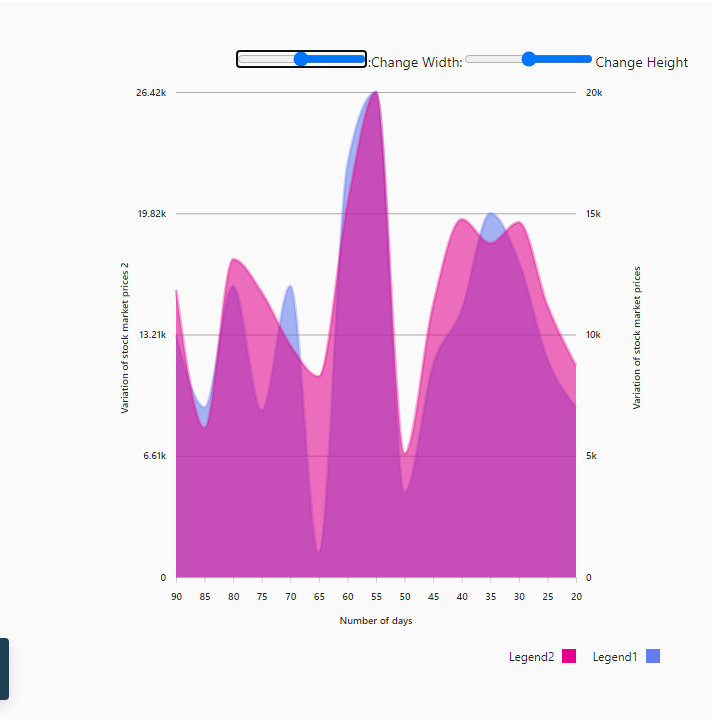 :Change Width:
Change Height
26.42k
20k
19.82k
15k
13.21k
10k
6.61k
5k
0
0
Variation of stock market prices 2
Variation of stock market prices
90 85 80 75 70 65 60 55 50 45 40 35 30 25 20
Number of days
Legend2
Legend1